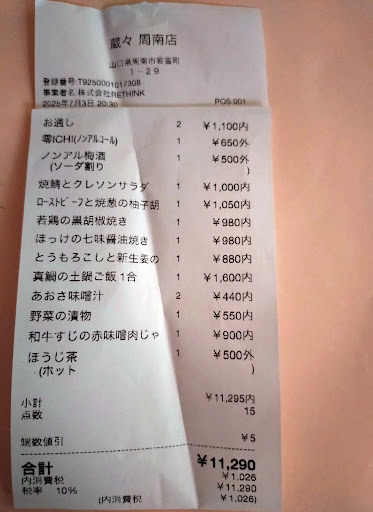 蔵々 周南店
山口県周南市若宮町
1-29
登録番号:T9250001017308
事業者名:株式会社RETHINK
2025年7月3日 20:30 POS:001
お通し 2 ¥1,100内
零ICHI(ノンアルコール) 1 ¥650外
ノンアル梅酒 1 ¥500外
(ソーダ割り )
焼鯖とクレソンサラダ 1 ¥1,000内
ローストビーフと焼葱の柚子胡 1 ¥1,050内
若鶏の黒胡椒焼き 1 ¥980内
ほっけの七味醤油焼き 1 ¥980内
とうもろこしと新生姜の 1 ¥880内
真鯛の土鍋ご飯 1合 1 ¥1,600内
あおさ味噌汁 2 ¥440内
野菜の漬物 1 ¥550内
和牛すじの赤味噌肉じゃ 1 ¥900内
ほうじ茶 1 ¥500外
(ホット )
小計 ¥11,295内
点数 15
端数値引 ¥5
合計 ¥11,290
内消費税 ¥1,026
税率 10% ¥11,290
(内消費税 ¥1,026)